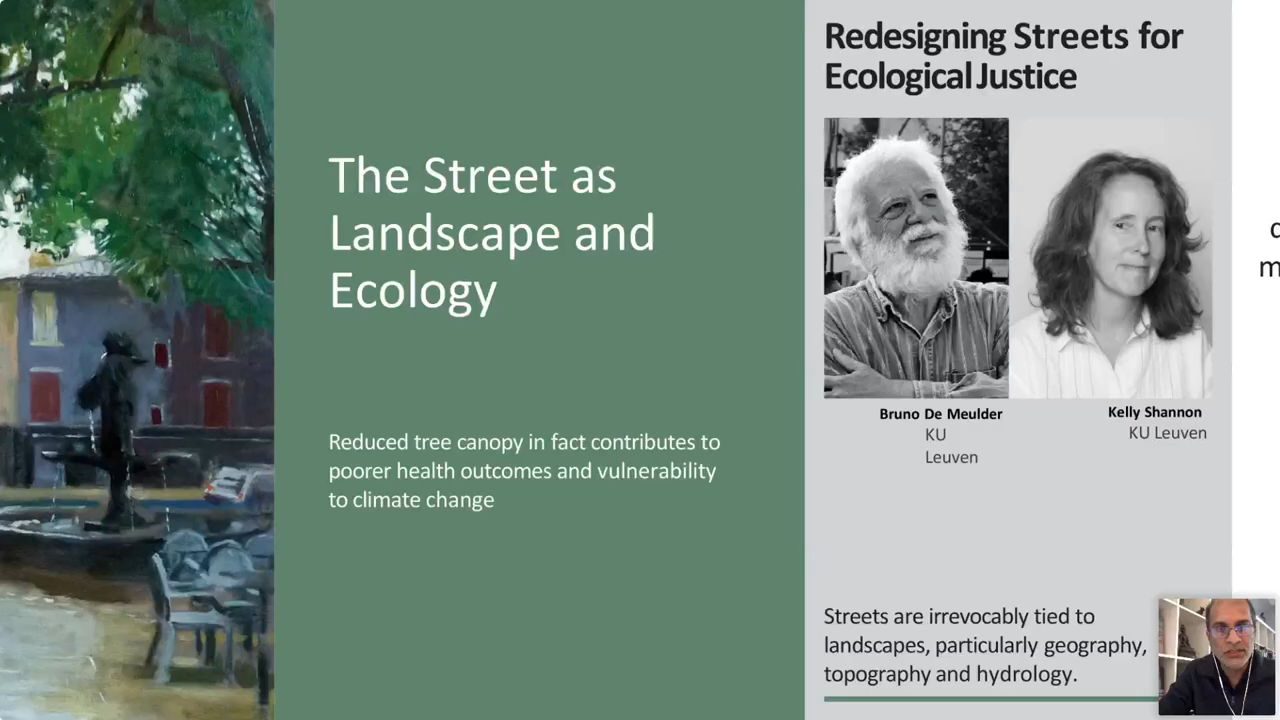 The Street as
Landscape and
Ecology
Reduced tree canopy in fact contributes to
poorer health outcomes and vulnerability
to climate change
Redesigning Streets for
Ecological Justice
Bruno De Meulder
KU
Leuven
Kelly Shannon
KU Leuven
Streets are irrevocably tied to
landscapes, particularly geography,
topography and hydrology.